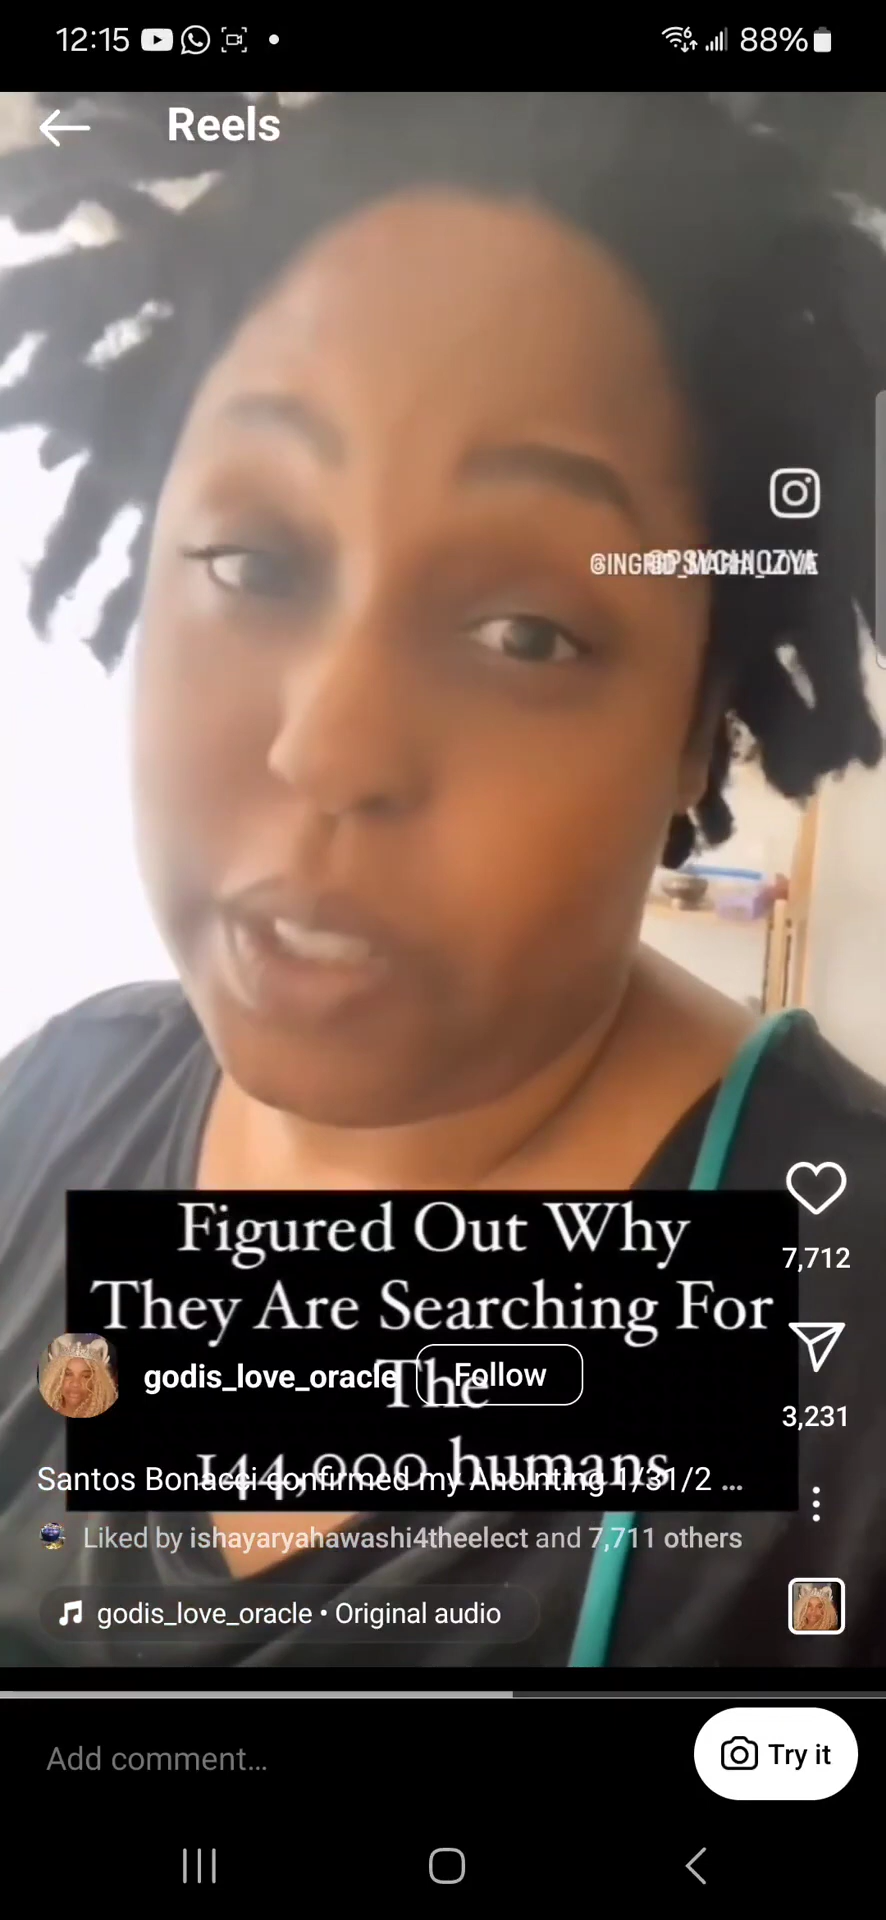 12:15
88%
Reels
Figured Out Why
They Are Searching For
The
144,000 humans
7,712
godis_love_oracle
Follow
3,231
Santos Bonacci confirmed my Anointing 1/31/2 ...
Liked by ishayaryahawashi4theelect and 7,711 others
godis_love_oracle • Original audio
Add comment...
Try it